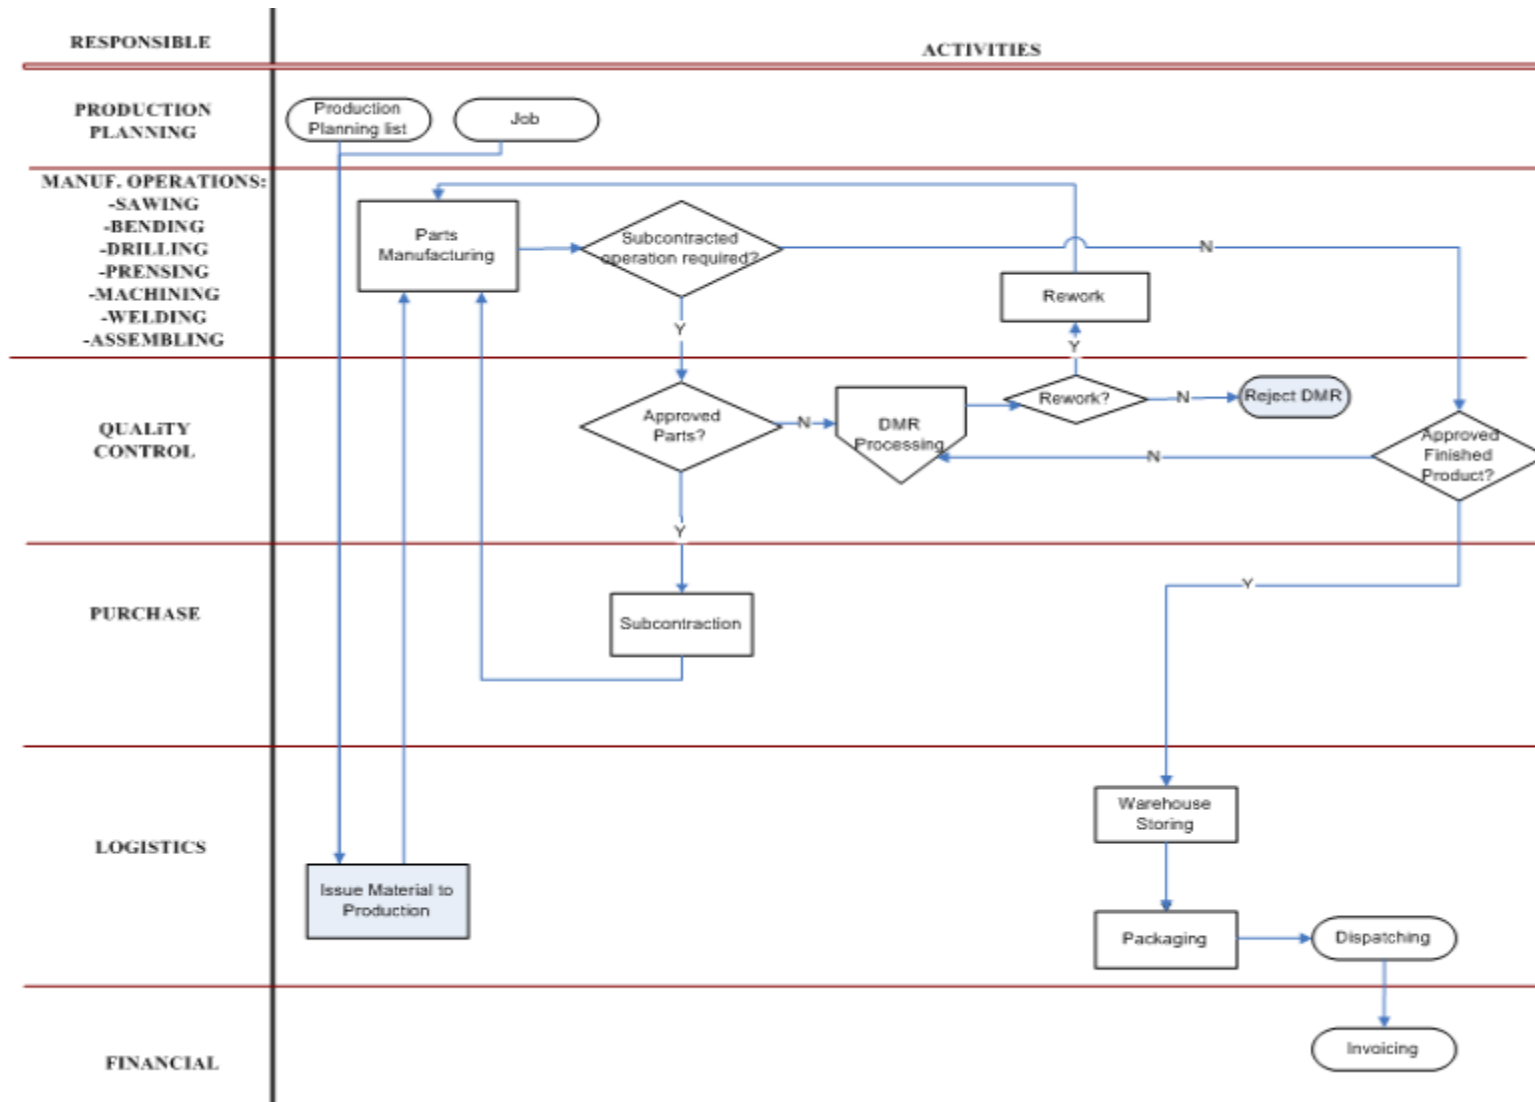 RESPONSIBLE
ACTIVITIES
PRODUCTION
PLANNING
Production
Planning list
Job
MANUF. OPERATIONS:
-SAWING
-BENDING
-DRILLING
-PRENSING
-MACHINING
-WELDING
-ASSEMBLING
Parts
Manufacturing
Subcontracted
operation required?
N
Rework
Y
Y
QUALiTY
CONTROL
Approved
Parts?
N
DMR
Processing
Rework?
N
Reject DMR
Approved
Finished
Product?
N
Y
PURCHASE
Subcontraction
Y
LOGISTICS
Issue Material to
Production
Warehouse
Storing
Packaging
Dispatching
FINANCIAL
Invoicing